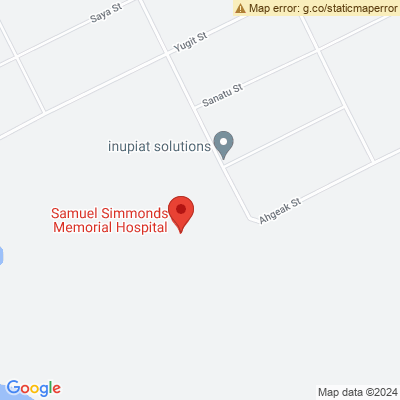 Map error: g.co/staticmaperror
Saya St
Yugit St
Sanatu St
inupiat solutions
Ahgeak St
Samuel Simmonds
Memorial Hospital
Google
Map data ©2024